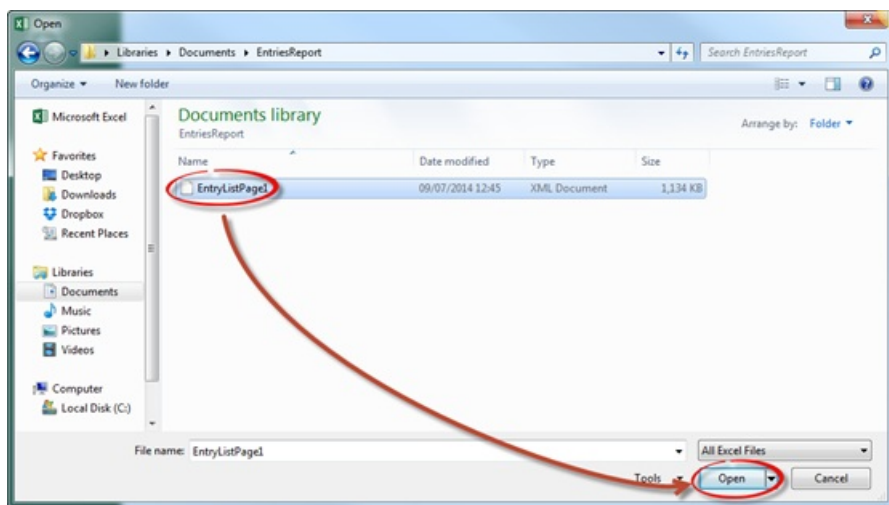 Open
Libraries ▸ Documents ▸ EntriesReport
Search EntriesReport
Organize
New folder
Microsoft Excel
Favorites
Desktop
Downloads
Dropbox
Recent Places
Libraries
Documents
Music
Pictures
Videos
Computer
Local Disk (C:)
Documents library
EntriesReport
Arrange by: Folder
Name Date modified Type Size
EntryListPage1 09/07/2014 12:45 XML Document 1,134 KB
File name: EntryListPage1
All Excel Files
Tools Open Cancel